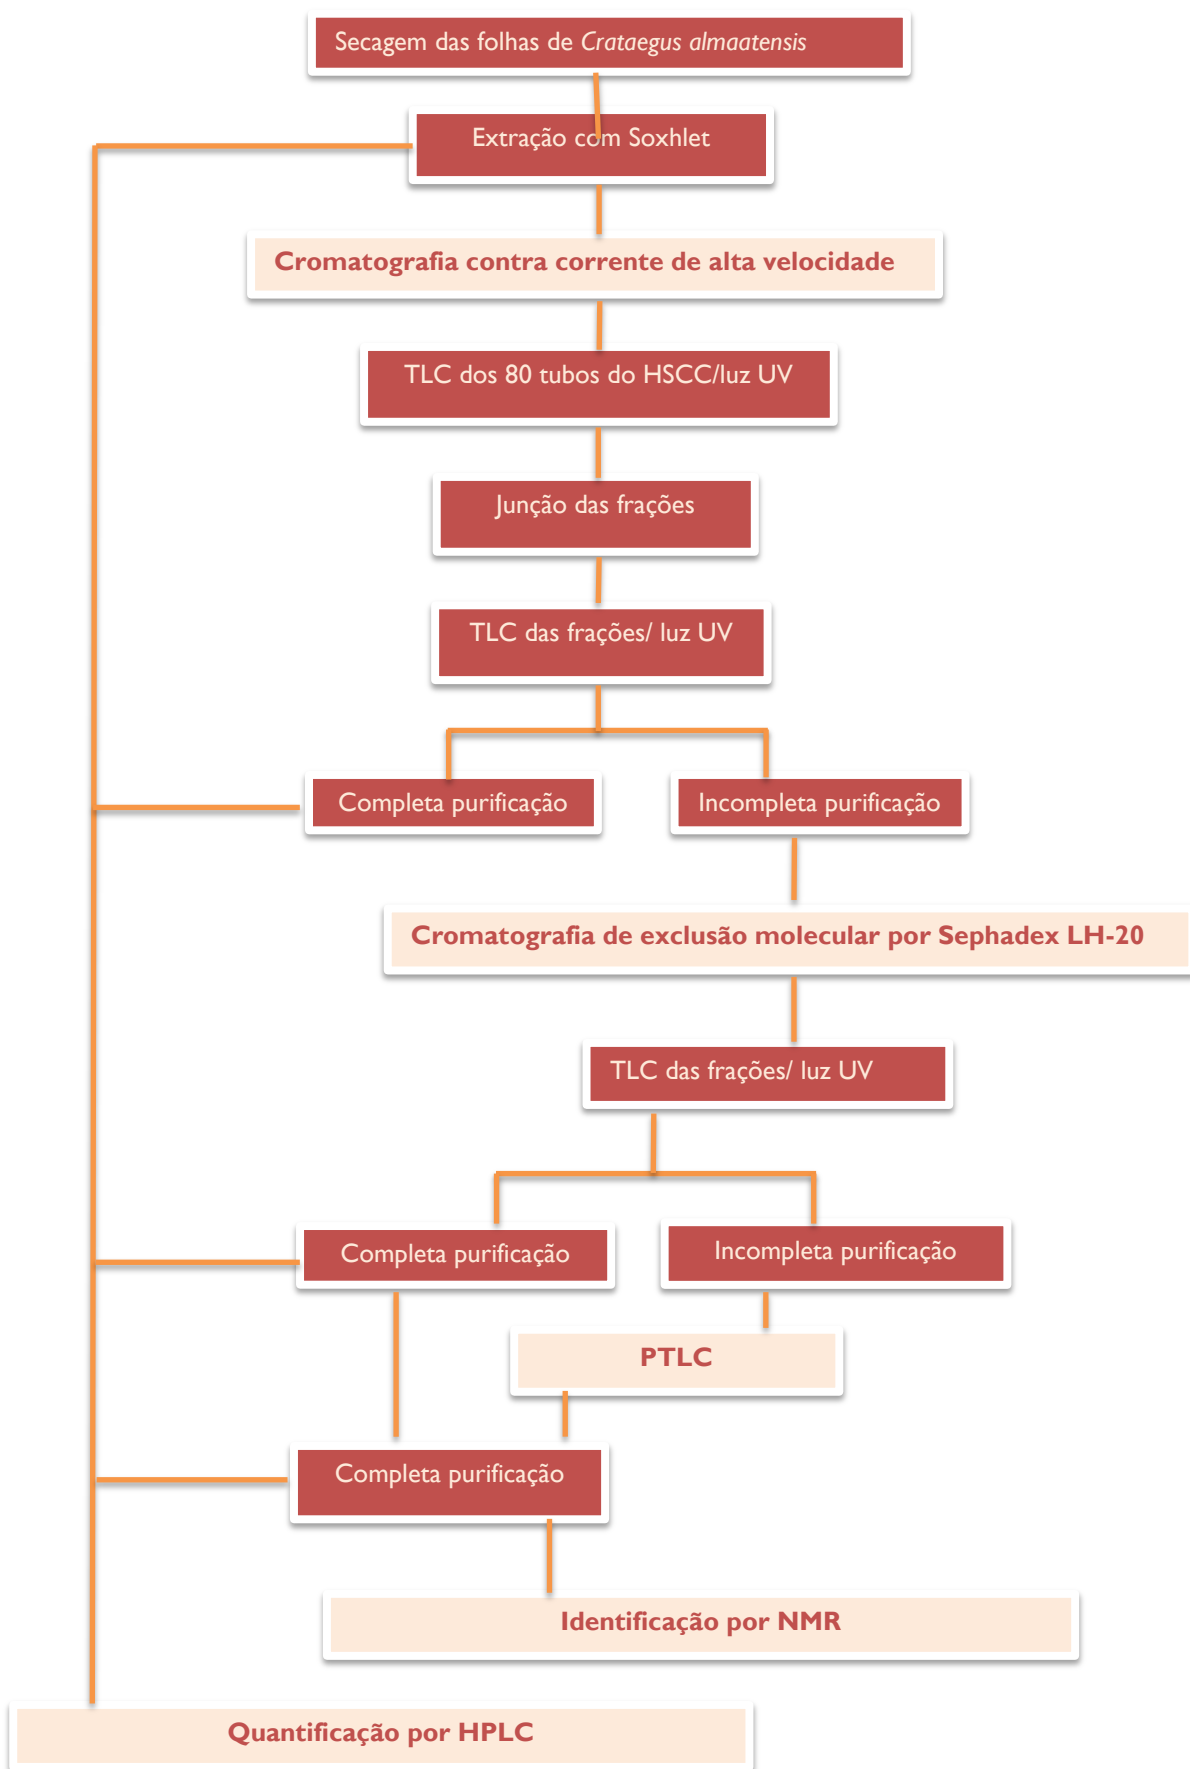 Secagem das folhas de Crataegus almaatensis
Extração com Soxhlet
Cromatografia contra corrente de alta velocidade
TLC dos 80 tubos do HSCC/luz UV
Junção das frações
TLC das frações/ luz UV
Completa purificação
Incompleta purificação
Cromatografia de exclusão molecular por Sephadex LH-20
TLC das frações/ luz UV
Completa purificação
Incompleta purificação
PTLC
Completa purificação
Identificação por NMR
Quantificação por HPLC